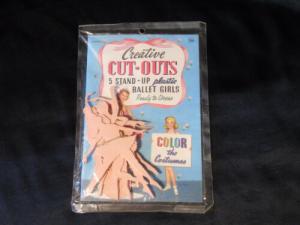 Creative
CUT-OUTS
5 STAND-UP plastic
BALLET GIRLS
Ready to Dress
COLOR
the
Costumes